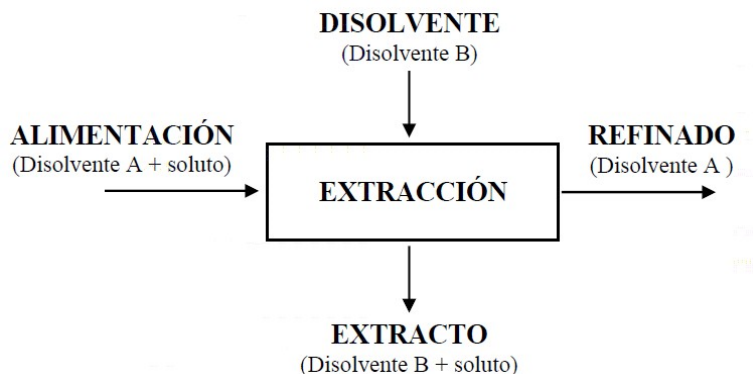 DISOLVENTE
(Disolvente B)
ALIMENTACIÓN
(Disolvente A + soluto)
EXTRACCIÓN
REFINADO
(Disolvente A )
EXTRACTO
(Disolvente B + soluto)